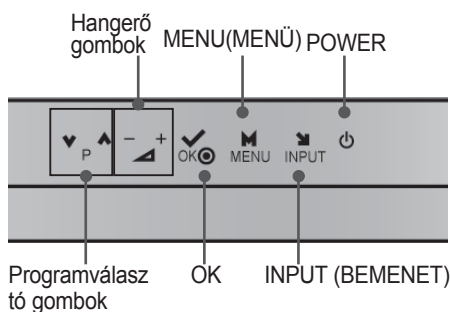 Hangerő
gombok
MENU(MENÜ) POWER
P
- +
OK
MENU
INPUT
Programválasz
tó gombok
OK
INPUT (BEMENET)